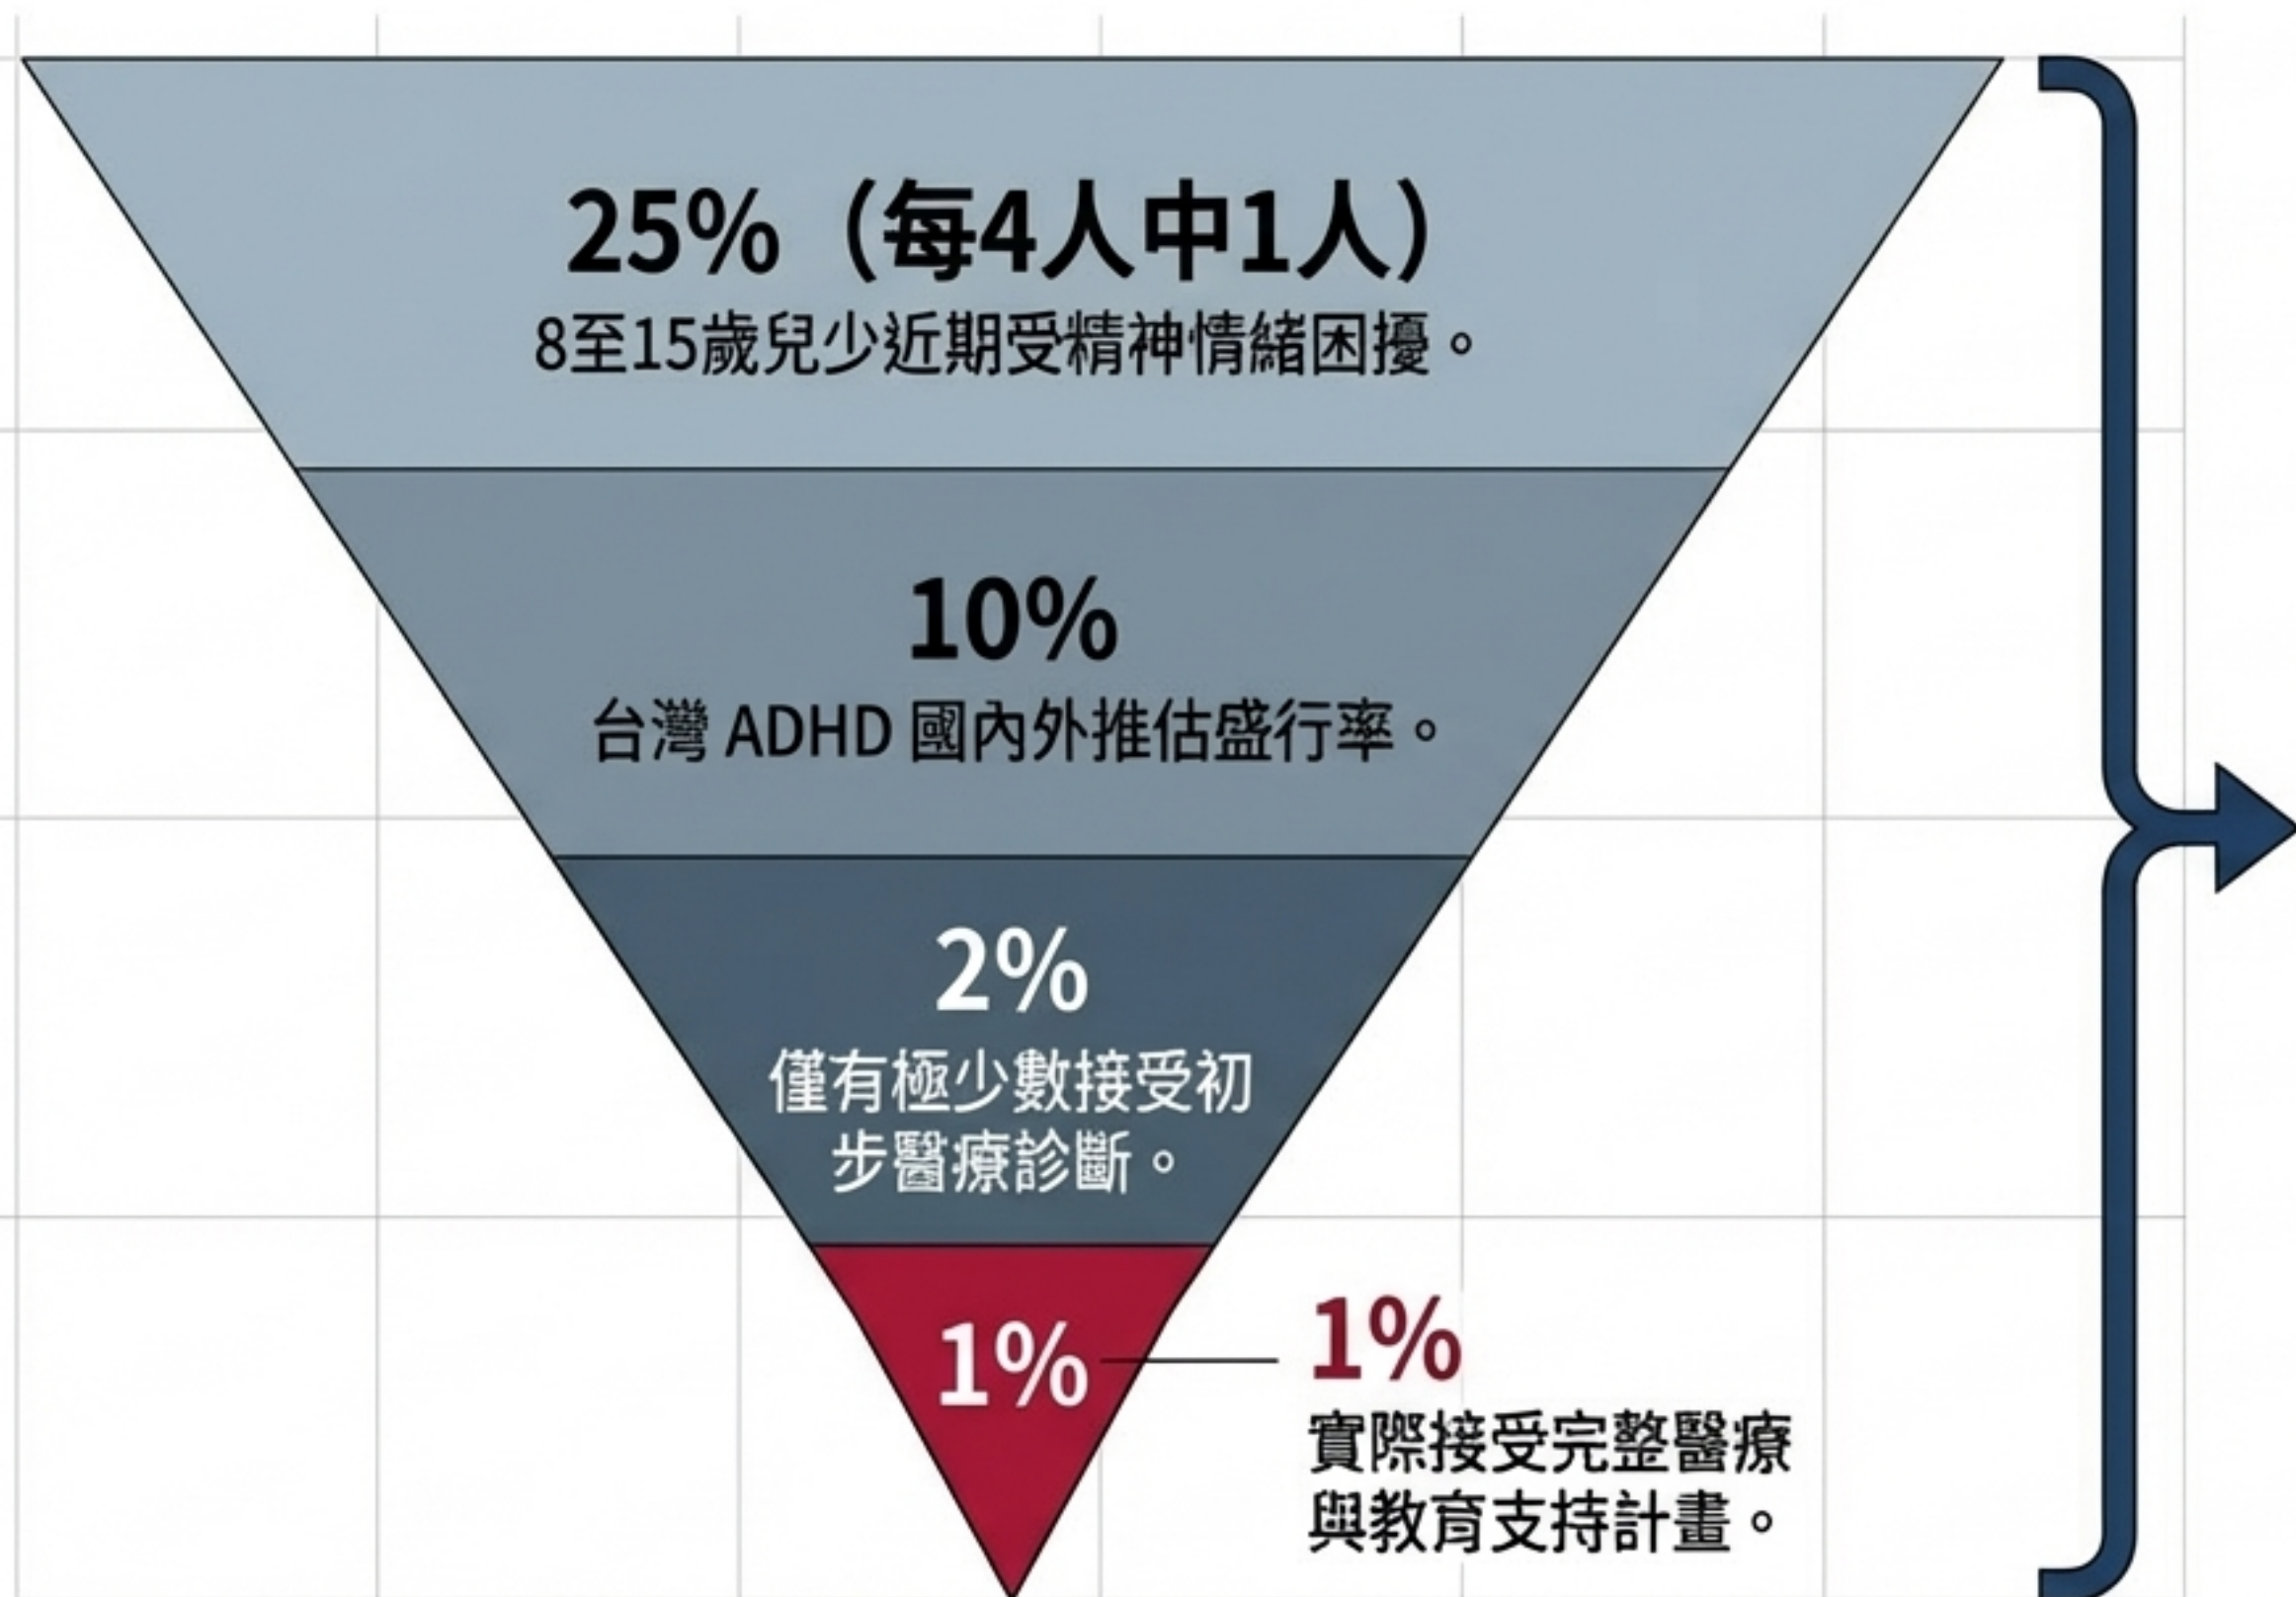 25%（每4人中1人）
8至15歲兒少近期受精神情緒困擾。
10%
台灣 ADHD 國內外推估盛行率。
2%
僅有極少數接受初
步醫療診斷。
1%
1%
實際接受完整醫療
與教育支持計畫。